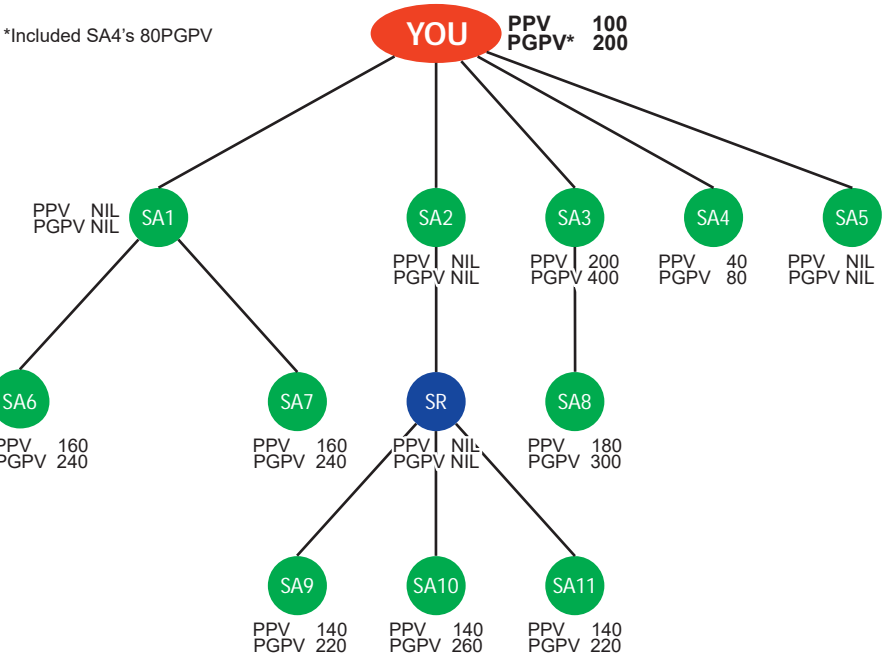 *Included SA4's 80PGPV
YOU
PPV 100
PGPV* 200
PPV NIL
PGPV NIL
SA1
SA2
PPV NIL
PGPV NIL
SA3
PPV 200
PGPV 400
SA4
PPV 40
PGPV 80
SA5
PPV NIL
PGPV NIL
SA6
PPV 160
PGPV 240
SA7
PPV 160
PGPV 240
SR
PPV NIL
PGPV NIL
SA8
PPV 180
PGPV 300
SA9
PPV 140
PGPV 220
SA10
PPV 140
PGPV 260
SA11
PPV 140
PGPV 220